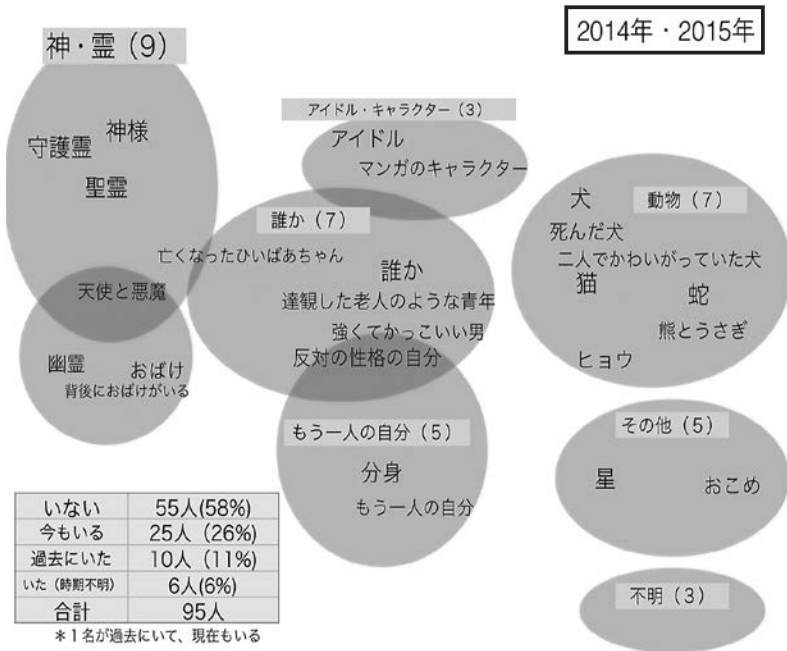 神・霊（9）
2014年・2015年
守護霊
神様
聖霊
天使と悪魔
幽霊
おばけ
背後におばけがいる
アイドル・キャラクター（3）
アイドル
マンガのキャラクター
誰か（7）
亡くなったひいばあちゃん
誰か
達観した老人のような青年
強くてかっこいい男
反対の性格の自分
もう一人の自分（5）
分身
もう一人の自分
犬
動物（7）
死んだ犬
二人でかわいがっていた犬
猫
蛇
熊とうさぎ
ヒョウ
その他（5）
星
おこめ
不明（3）
いない 55人(58%)
今もいる 25人（26%）
過去にいた 10人（11%）
いた（時期不明） 6人(6%)
合計 95人
＊1名が過去にいて、現在もいる